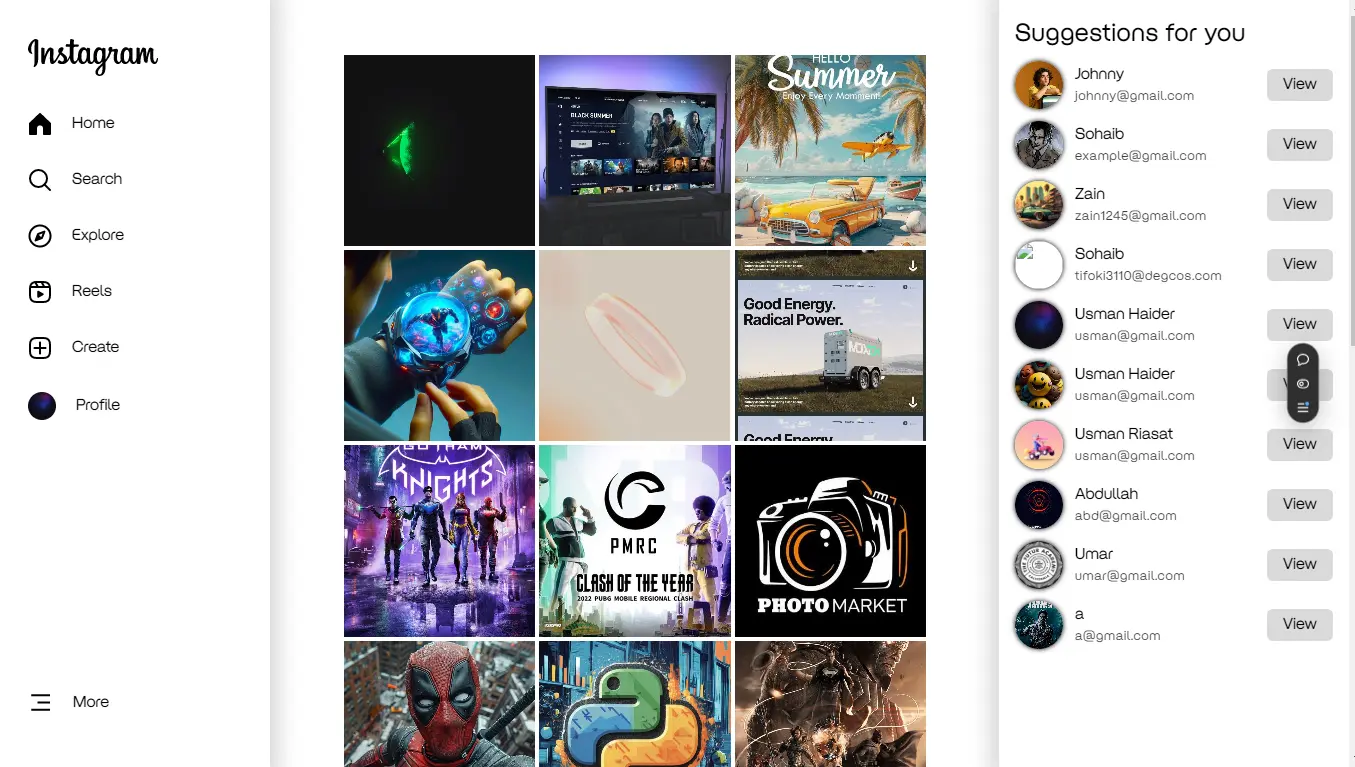 Instagram
Home
Search
Explore
Reels
Create
Profile
More
BLACK SUMMER
HELLO
Summer
Enjoy Every Momment!
Good Energy.
Radical Power.
MOX
Good Energy.
GOTHAM
KNIGHTS
PMRC
CLASH OF THE YEAR
2022 PUBG MOBILE REGIONAL CLASH
PHOTO MARKET
Suggestions for you
Johnny
johnny@gmail.com
View
Sohaib
example@gmail.com
View
Zain
zain1245@gmail.com
View
Sohaib
tifoki3110@degcos.com
View
Usman Haider
usman@gmail.com
View
Usman Haider
usman@gmail.com
Usman Riasat
usman@gmail.com
View
Abdullah
abd@gmail.com
View
Umar
umar@gmail.com
View
a
a@gmail.com
View